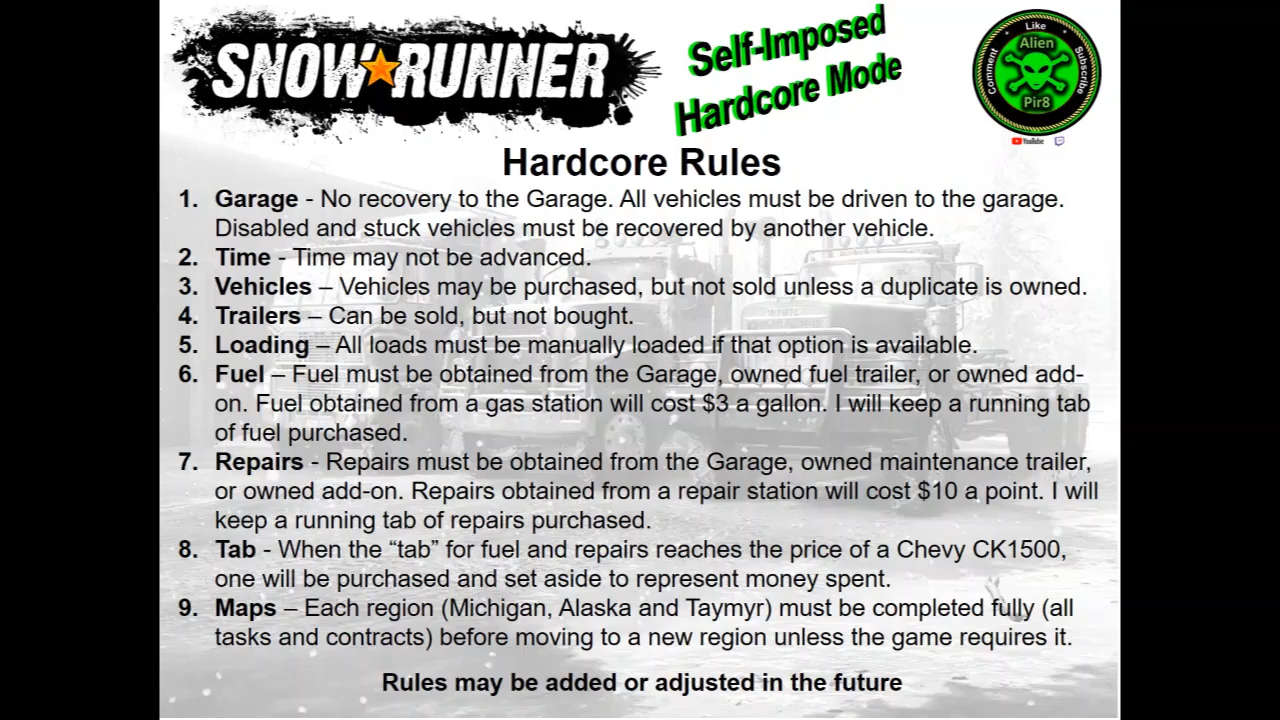 SNOWRUNNER
Self-Imposed
Hardcore Mode
Like
Comment
Subscribe
Alien
Pir8
YouTube
Hardcore Rules
1. Garage - No recovery to the Garage. All vehicles must be driven to the garage.
Disabled and stuck vehicles must be recovered by another vehicle.
2. Time - Time may not be advanced.
3. Vehicles – Vehicles may be purchased, but not sold unless a duplicate is owned.
4. Trailers – Can be sold, but not bought.
5. Loading – All loads must be manually loaded if that option is available.
6. Fuel – Fuel must be obtained from the Garage, owned fuel trailer, or owned add-
on. Fuel obtained from a gas station will cost $3 a gallon. I will keep a running tab
of fuel purchased.
7. Repairs - Repairs must be obtained from the Garage, owned maintenance trailer,
or owned add-on. Repairs obtained from a repair station will cost $10 a point. I will
keep a running tab of repairs purchased.
8. Tab - When the “tab” for fuel and repairs reaches the price of a Chevy CK1500,
one will be purchased and set aside to represent money spent.
9. Maps – Each region (Michigan, Alaska and Taymyr) must be completed fully (all
tasks and contracts) before moving to a new region unless the game requires it.
Rules may be added or adjusted in the future